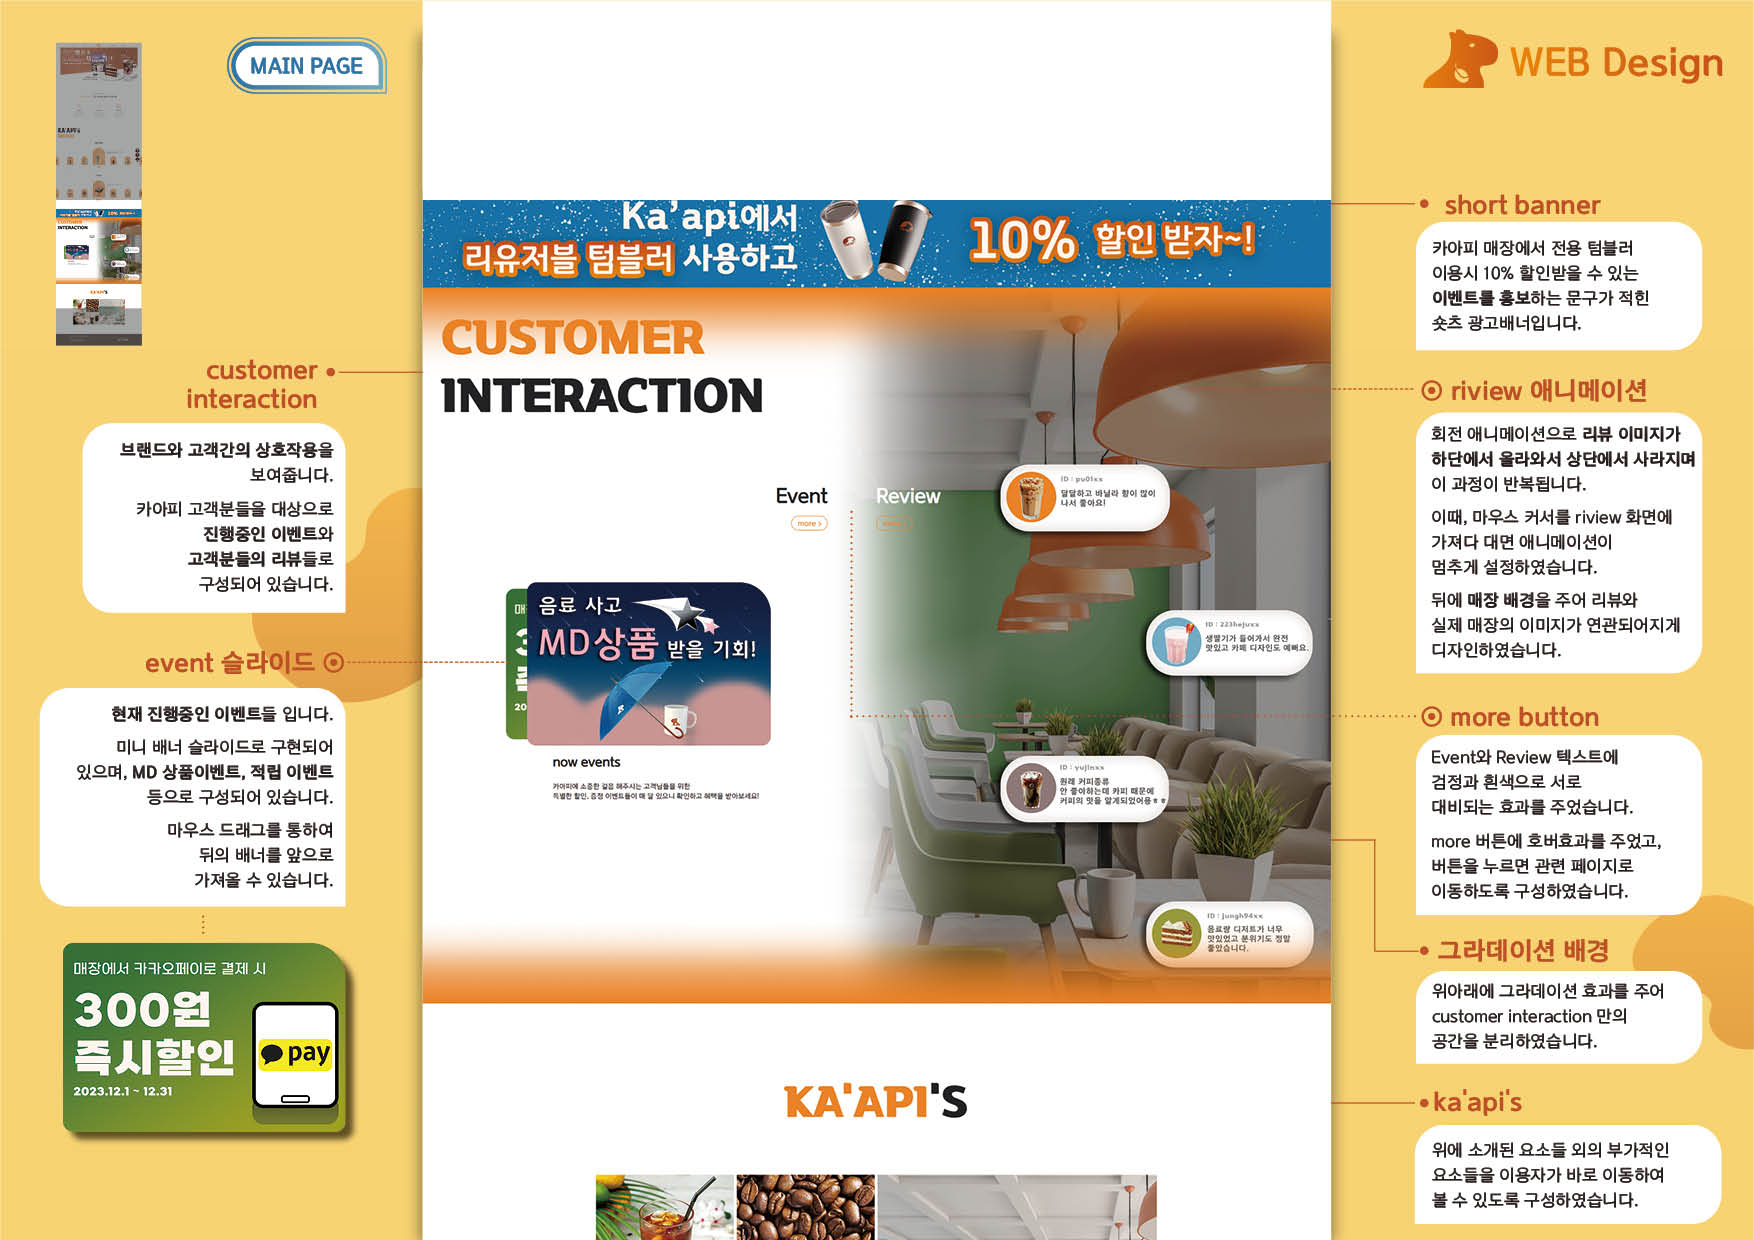 MAIN PAGE
WEB Design
Ka'api에서
리유저블 텀블러 사용하고
10% 할인 받자~!
CUSTOMER
INTERACTION
Event
more >
Review
음료 사고
MD상품 받을 기회!
now events
카아피에 소중한 걸음 해주시는 고객님들을 위한
특별한 할인, 증정 이벤트들이 매 달 있으니 확인하고 혜택을 받아보세요!
ID : pu01xx
달달하고 바닐라 향이 많이
나서 좋아요!
ID : 223hejuxx
생딸기가 들어가서 완전
맛있고 카페 디자인도 예뻐요.
ID : yujinxx
원래 커피종류
안 좋아하는데 카피 때문에
커피의 맛을 알게되었어용ㅎㅎ
ID : jungh94xx
음료랑 디저트가 너무
맛있었고 분위기도 정말
좋았습니다.
KA'API'S
customer
interaction
브랜드와 고객간의 상호작용을
보여줍니다.
카아피 고객분들을 대상으로
진행중인 이벤트와
고객분들의 리뷰들로
구성되어 있습니다.
event 슬라이드
현재 진행중인 이벤트들 입니다.
미니 배너 슬라이드로 구현되어
있으며, MD 상품이벤트, 적립 이벤트
등으로 구성되어 있습니다.
마우스 드래그를 통하여
뒤의 배너를 앞으로
가져올 수 있습니다.
매장에서 카카오페이로 결제 시
300원
즉시할인
2023.12.1 ~ 12.31
pay
short banner
카아피 매장에서 전용 텀블러
이용시 10% 할인받을 수 있는
이벤트를 홍보하는 문구가 적힌
숏츠 광고배너입니다.
riview 애니메이션
회전 애니메이션으로 리뷰 이미지가
하단에서 올라와서 상단에서 사라지며
이 과정이 반복됩니다.
이때, 마우스 커서를 riview 화면에
가져다 대면 애니메이션이
멈추게 설정하였습니다.
뒤에 매장 배경을 주어 리뷰와
실제 매장의 이미지가 연관되어지게
디자인하였습니다.
more button
Event와 Review 텍스트에
검정과 흰색으로 서로
대비되는 효과를 주었습니다.
more 버튼에 호버효과를 주었고,
버튼을 누르면 관련 페이지로
이동하도록 구성하였습니다.
그라데이션 배경
위아래에 그라데이션 효과를 주어
customer interaction 만의
공간을 분리하였습니다.
ka'api's
위에 소개된 요소들 외의 부가적인
요소들을 이용자가 바로 이동하여
볼 수 있도록 구성하였습니다.